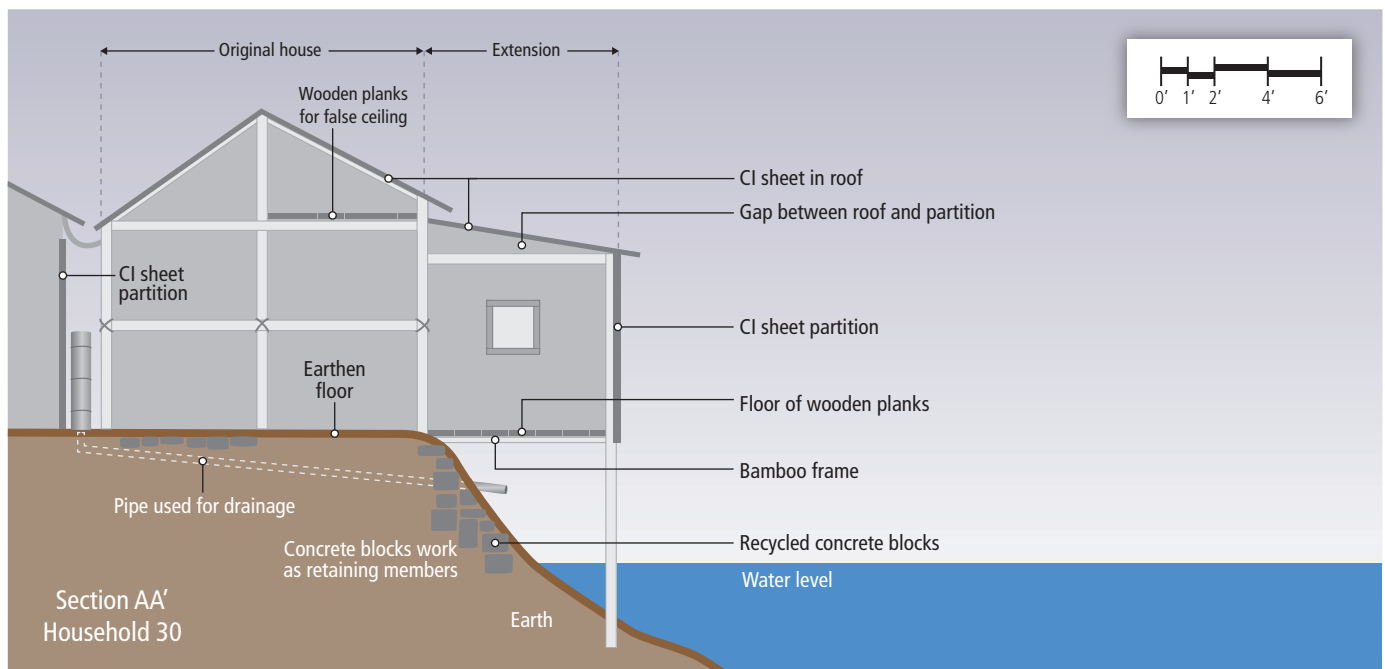 Original house
Extension
0’ 1’ 2’ 4’ 6’
Wooden planks
for false ceiling
CI sheet in roof
Gap between roof and partition
CI sheet
partition
CI sheet partition
Earthen
floor
Floor of wooden planks
Bamboo frame
Pipe used for drainage
Concrete blocks work
as retaining members
Recycled concrete blocks
Water level
Section AA’
Household 30
Earth